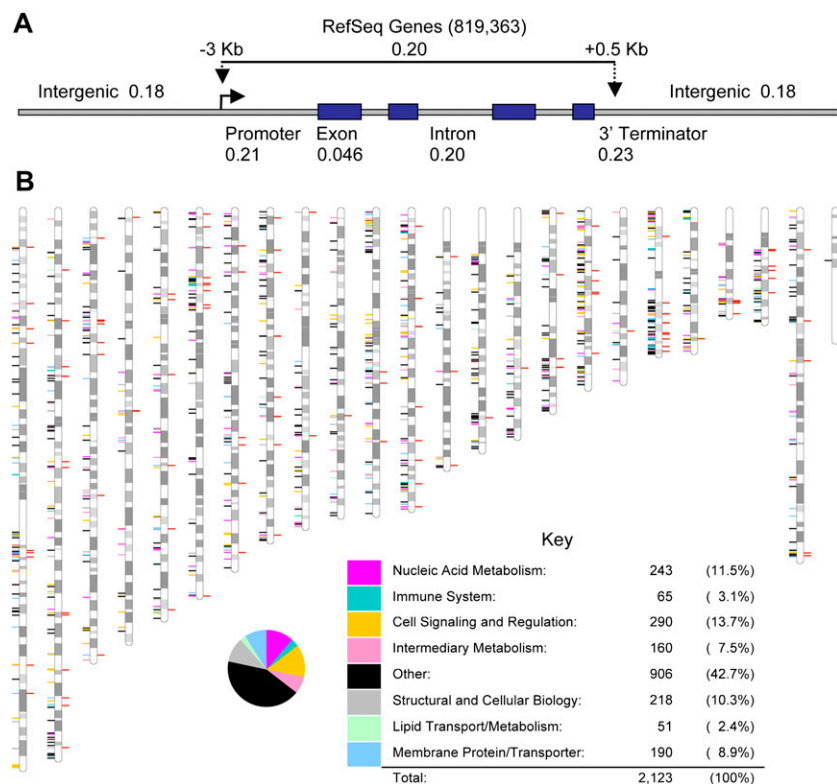 A
RefSeq Genes (819,363)
-3 Kb 0.20 +0.5 Kb
Intergenic 0.18 Intergenic 0.18
Promoter Exon Intron 3' Terminator
0.21 0.046 0.20 0.23
B
Key
Nucleic Acid Metabolism: 243 (11.5%)
Immune System: 65 ( 3.1%)
Cell Signaling and Regulation: 290 (13.7%)
Intermediary Metabolism: 160 ( 7.5%)
Other: 906 (42.7%)
Structural and Cellular Biology: 218 (10.3%)
Lipid Transport/Metabolism: 51 ( 2.4%)
Membrane Protein/Transporter: 190 ( 8.9%)
Total: 2,123 (100%)